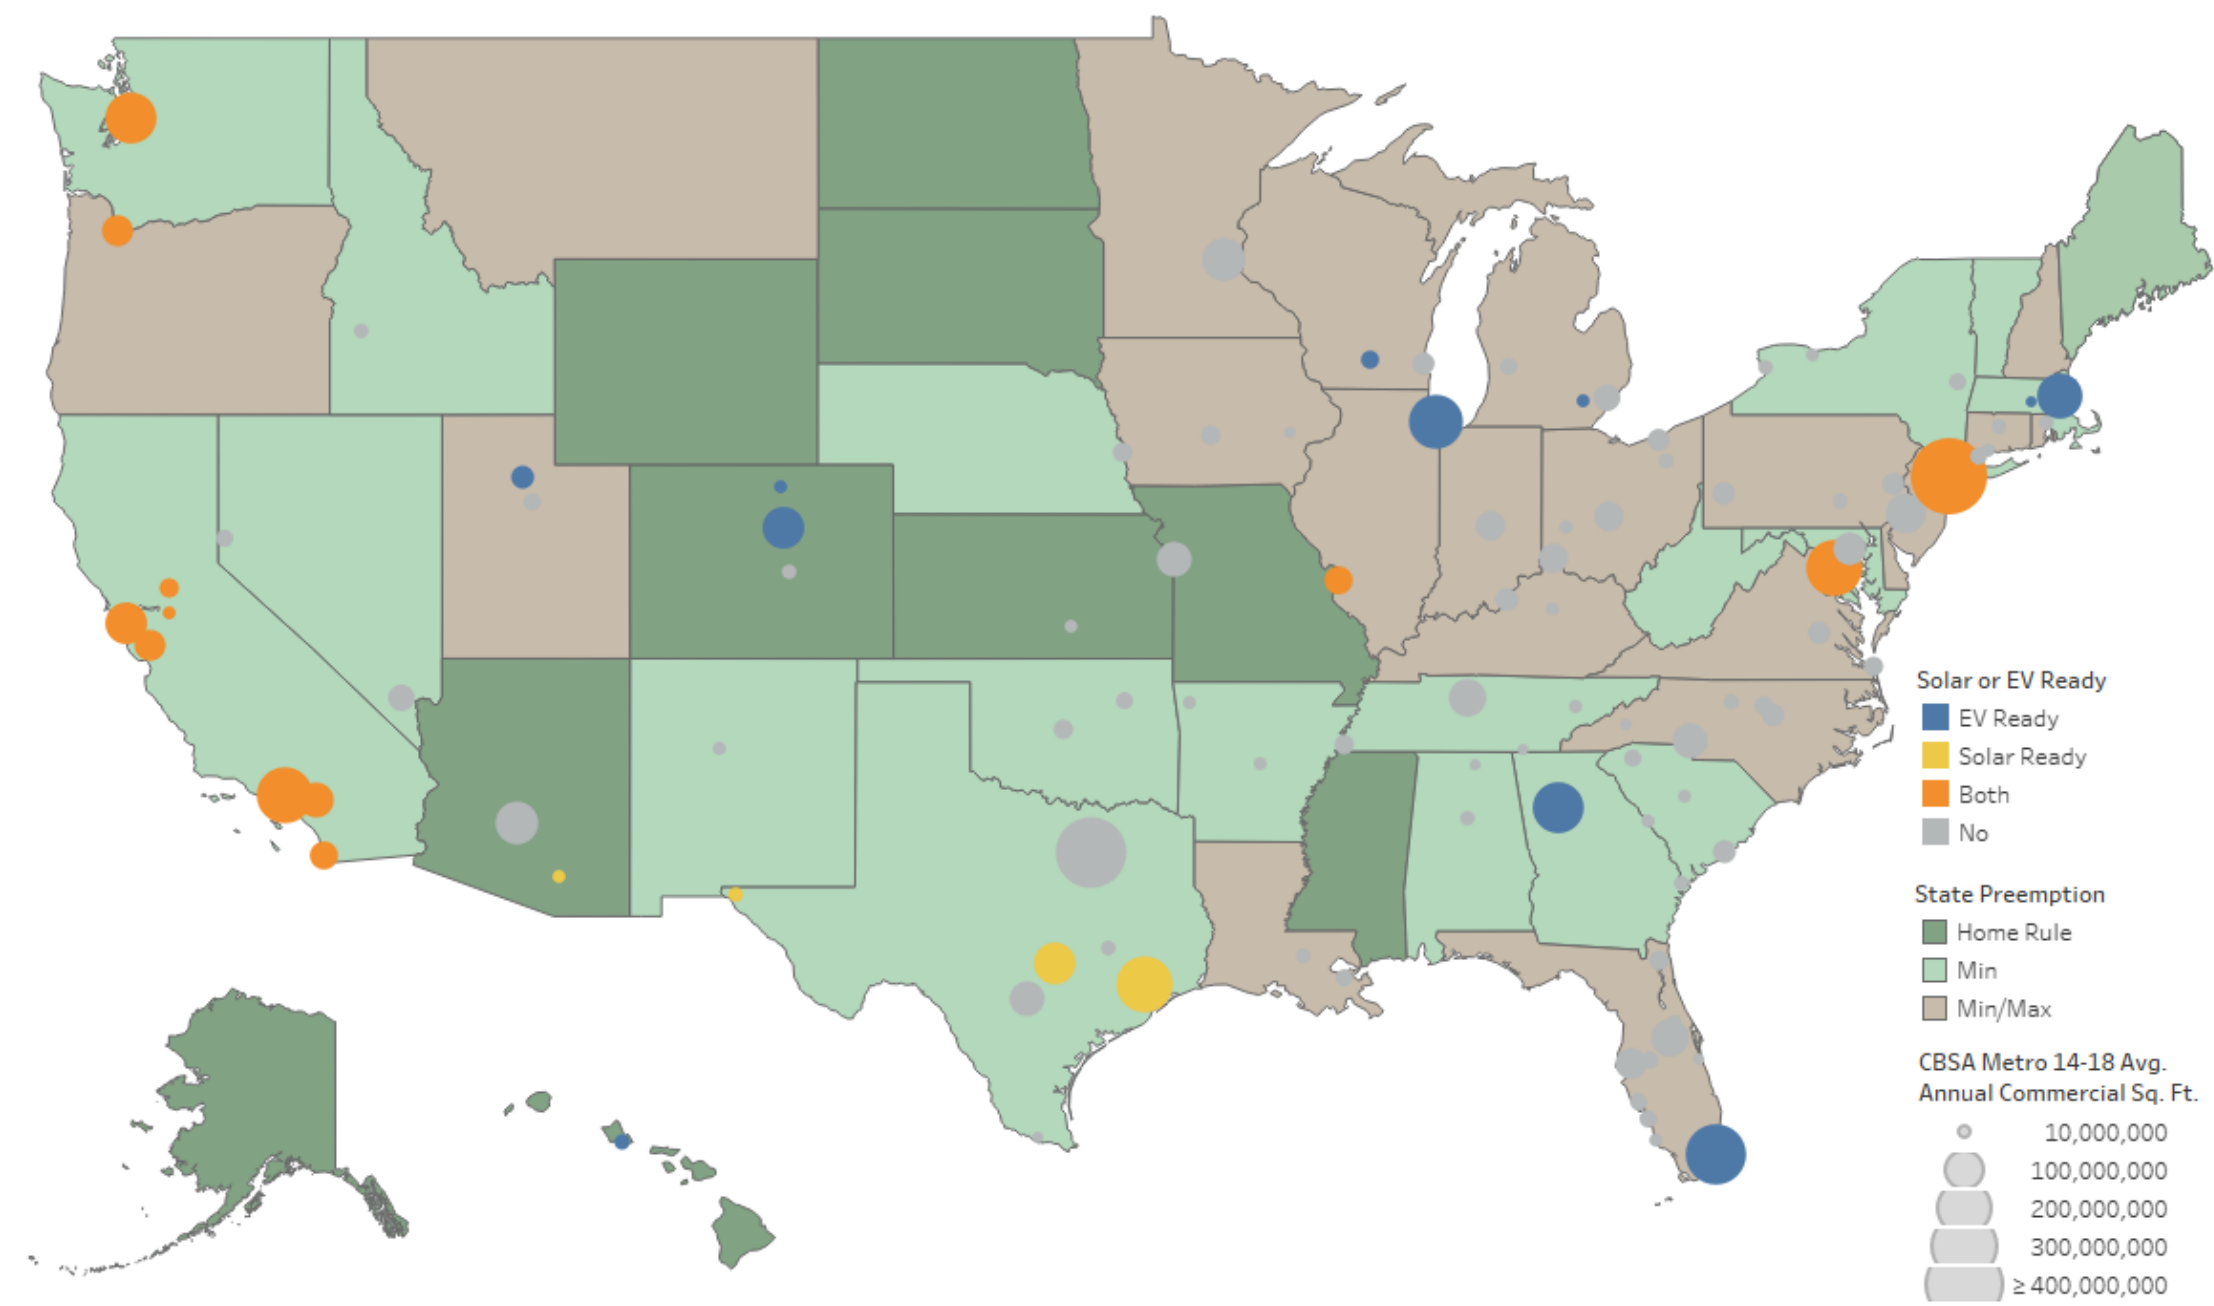 Solar or EV Ready
EV Ready
Solar Ready
Both
No
State Preemption
Home Rule
Min
Min/Max
CBSA Metro 14-18 Avg.
Annual Commercial Sq. Ft.
10,000,000
100,000,000
200,000,000
300,000,000
≥ 400,000,000